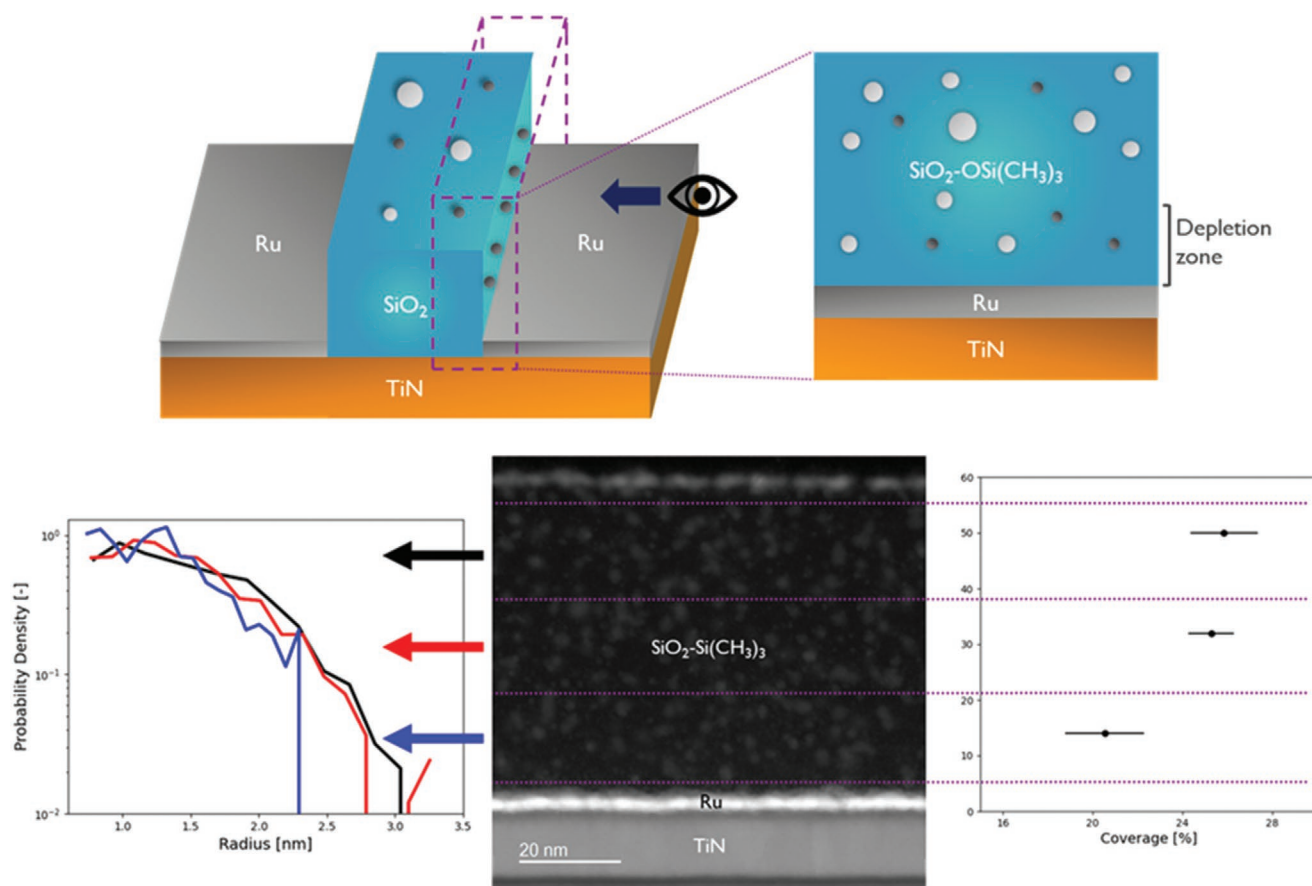 Ru
Ru
SiO2
TiN
SiO2-OSi(CH3)3
Depletion
zone
Ru
TiN
Probability Density [-]
10^0
10^-1
10^-2
1.0 1.5 2.0 2.5 3.0 3.5
Radius [nm]
SiO2-Si(CH3)3
Ru
TiN
20 nm
60
50
40
30
20
10
0
16 20 24 28
Coverage [%]